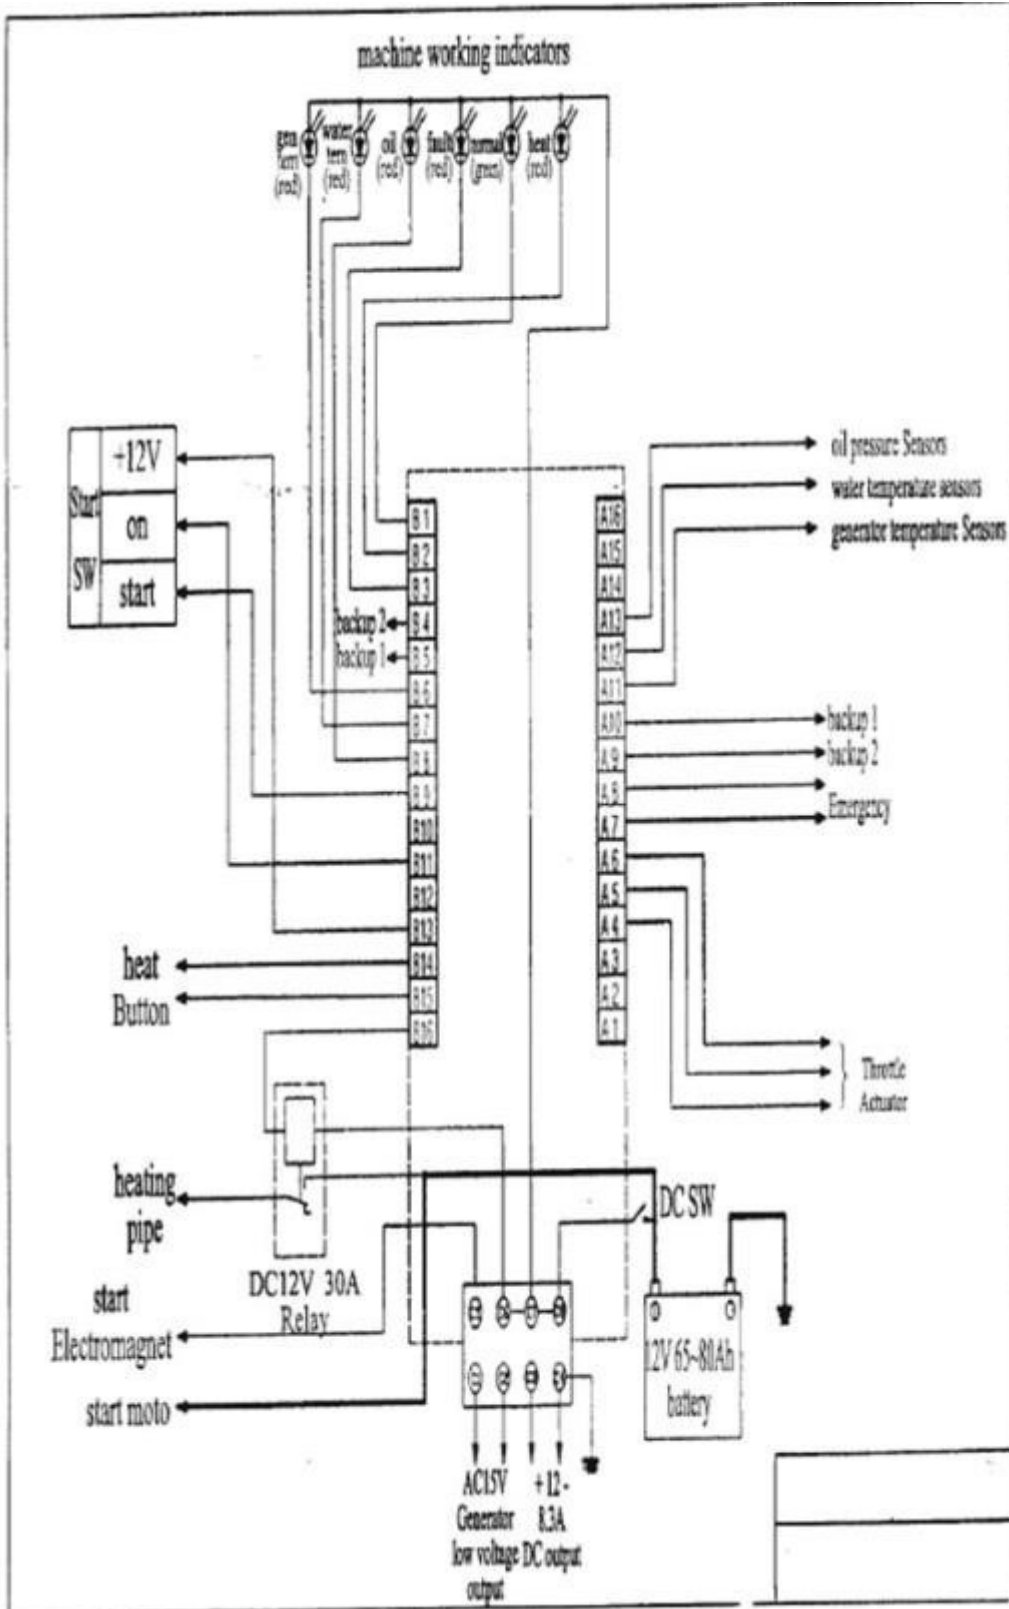 machine working indicators
gen
tem
(red)
water
tem
(red)
oil
(red)
fault
(red)
normal
(green)
heat
(red)
Start
SW
+12V
on
start
B1
B2
B3
B4
B5
B6
B7
B8
B9
B10
B11
B12
B13
B14
B15
B16
backup 2
backup 1
A16
A15
A14
A13
A12
A11
A10
A9
A8
A7
A6
A5
A4
A3
A2
A1
oil pressure Sensors
water temperature sensors
generator temperature Sensors
backup 1
backup 2
Emergency
Throttle
Actuator
heat
Button
heating
pipe
DC12V 30A
Relay
start
Electromagnet
start moto
DC SW
12V 65~80Ah
battery
AC15V
Generator
low voltage
output
+12-
8.3A
DC output